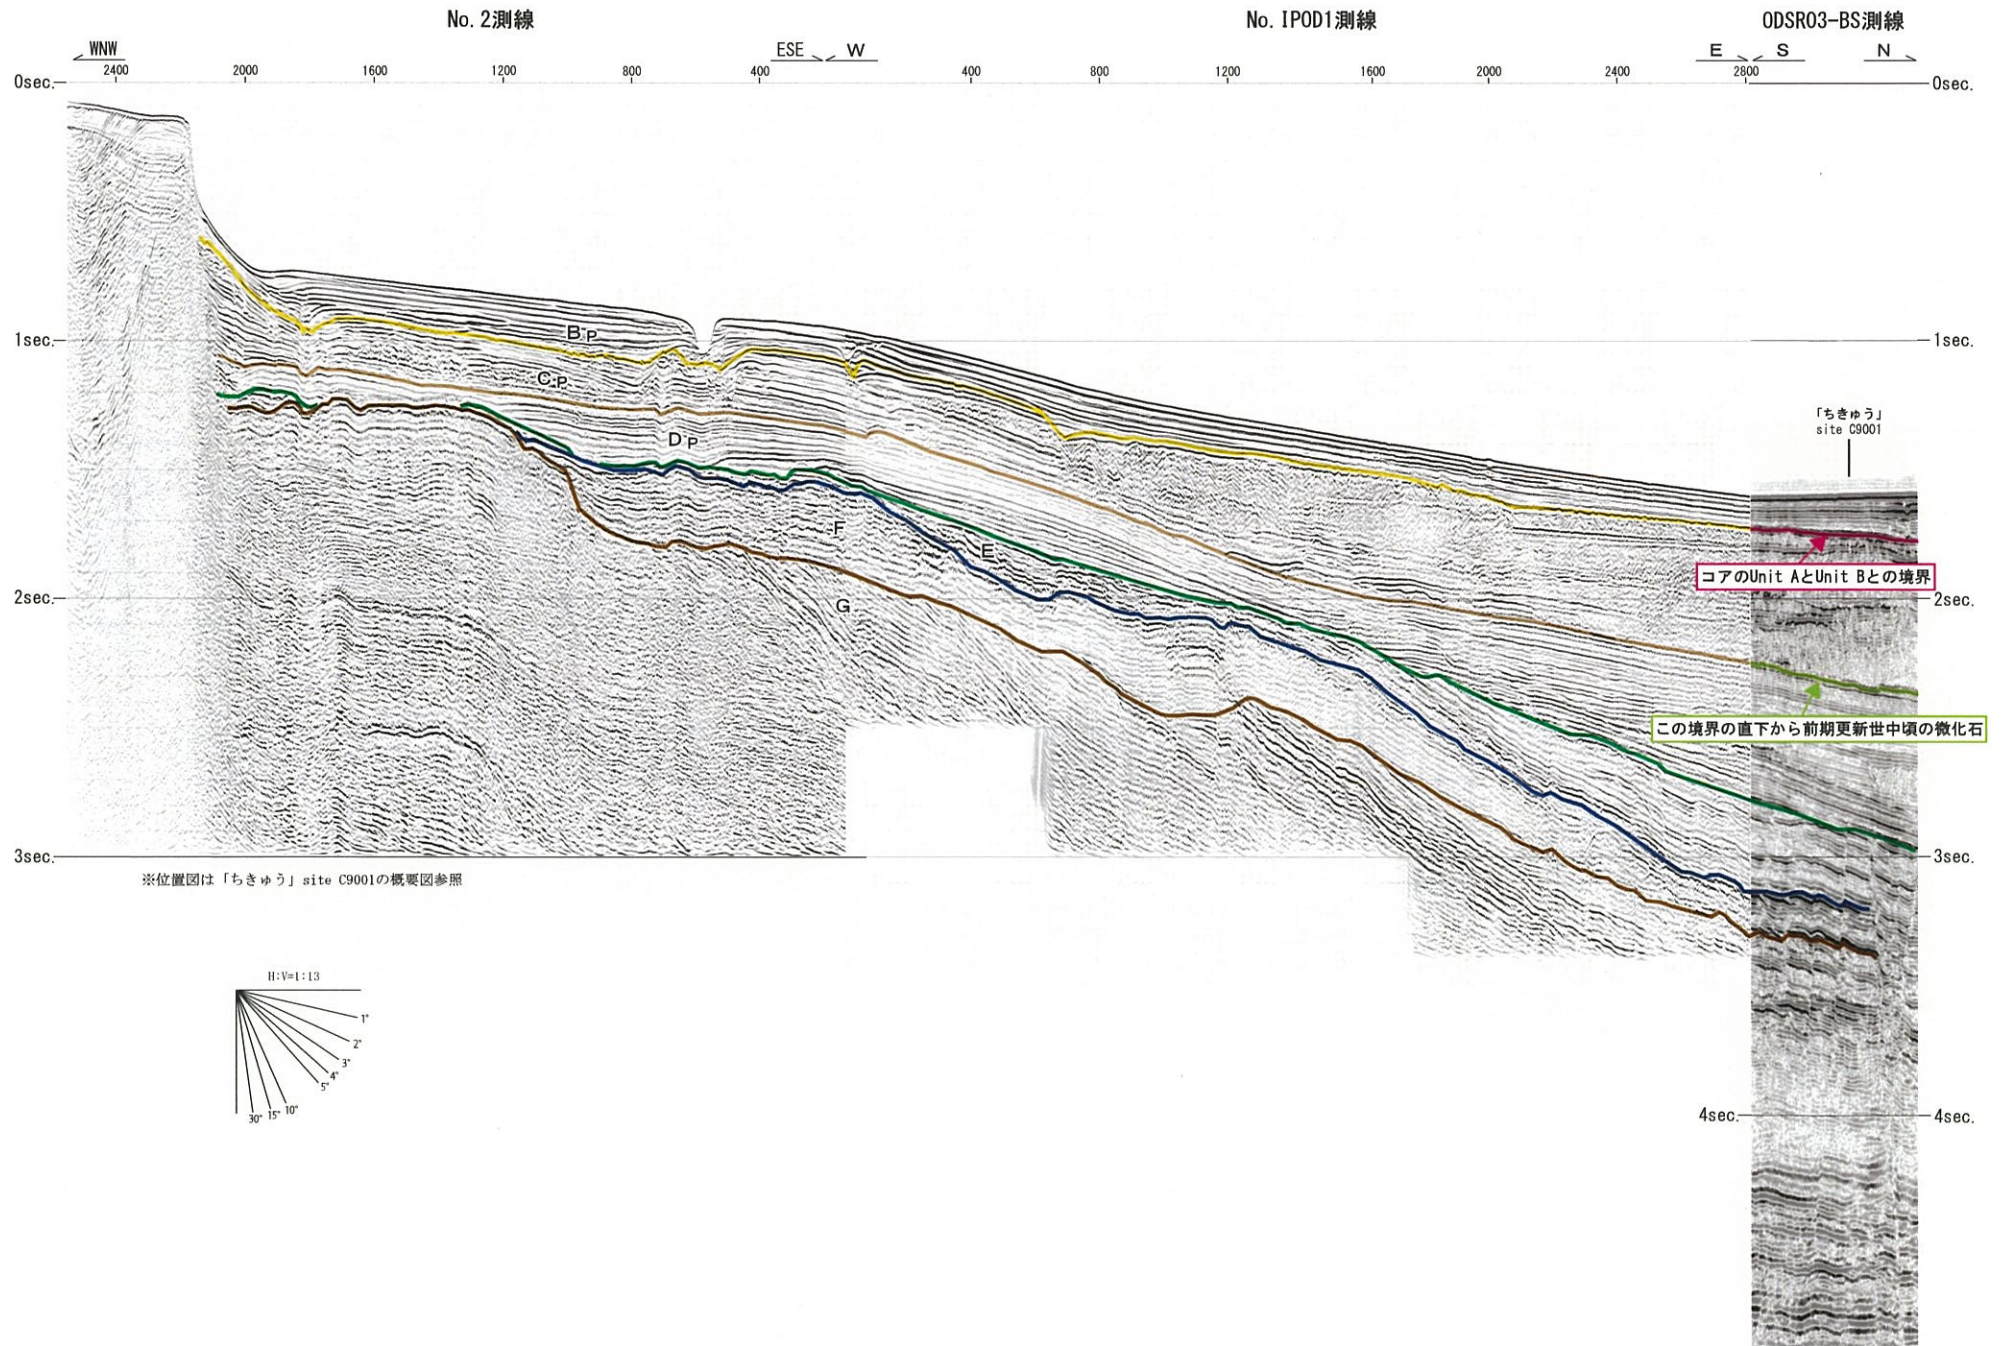 No. 2測線
No. IPOD1測線
ODSR03-BS測線
WNW
ESE
W
E
S
N
2400
2000
1600
1200
800
400
400
800
1200
1600
2000
2400
2800
0sec.
0sec.
1sec.
1sec.
2sec.
2sec.
3sec.
3sec.
4sec.
4sec.
BP
CP
DP
E
F
G
「ちきゅう」
site C9001
コアのUnit AとUnit Bとの境界
この境界の直下から前期更新世中頃の微化石
※位置図は「ちきゅう」site C9001の概要図参照
H:V=1:13
1°
2°
3°
4°
5°
10°
15°
30°